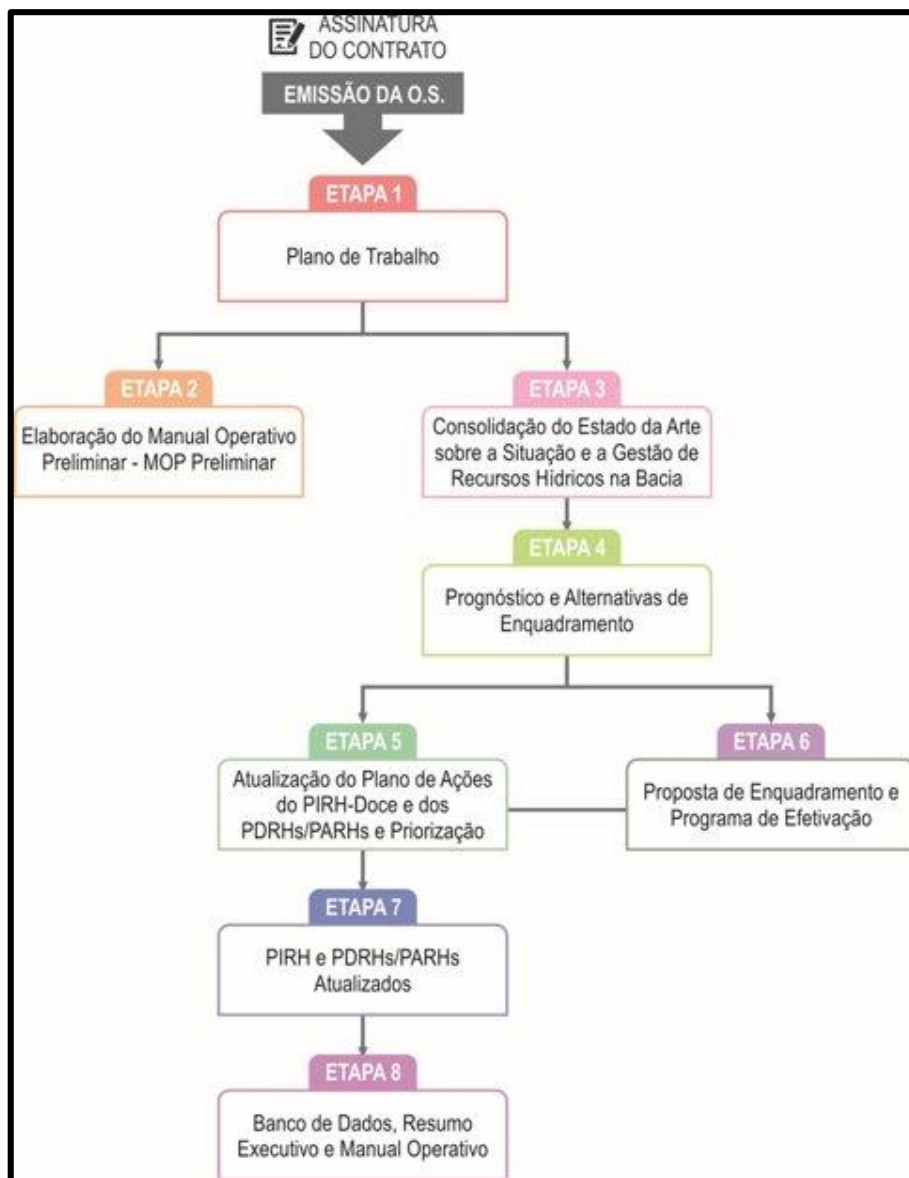 ASSINATURA
DO CONTRATO
EMISSÃO DA O.S.
ETAPA 1
Plano de Trabalho
ETAPA 2
Elaboração do Manual Operativo
Preliminar - MOP Preliminar
ETAPA 3
Consolidação do Estado da Arte
sobre a Situação e a Gestão de
Recursos Hídricos na Bacia
ETAPA 4
Prognóstico e Alternativas de
Enquadramento
ETAPA 5
Atualização do Plano de Ações
do PIRH-Doce e dos
PDRHs/PARHs e Priorização
ETAPA 6
Proposta de Enquadramento e
Programa de Efetivação
ETAPA 7
PIRH e PDRHs/PARHs
Atualizados
ETAPA 8
Banco de Dados, Resumo
Executivo e Manual Operativo